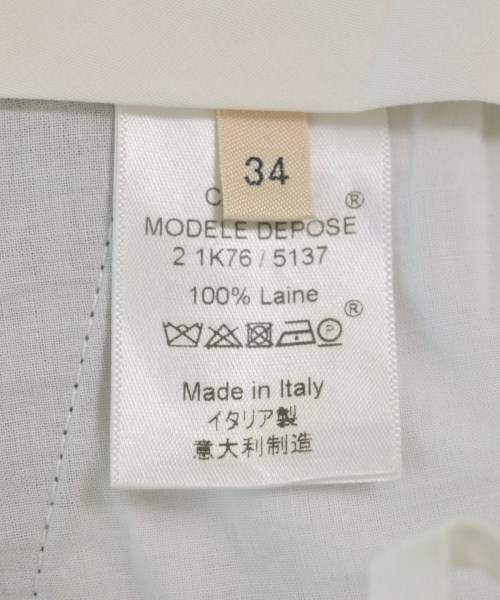 34
®
MODELE DEPOSE
2 1K76 / 5137
100% Laine
®
P
Made in Italy
イタリア製
意大利制造